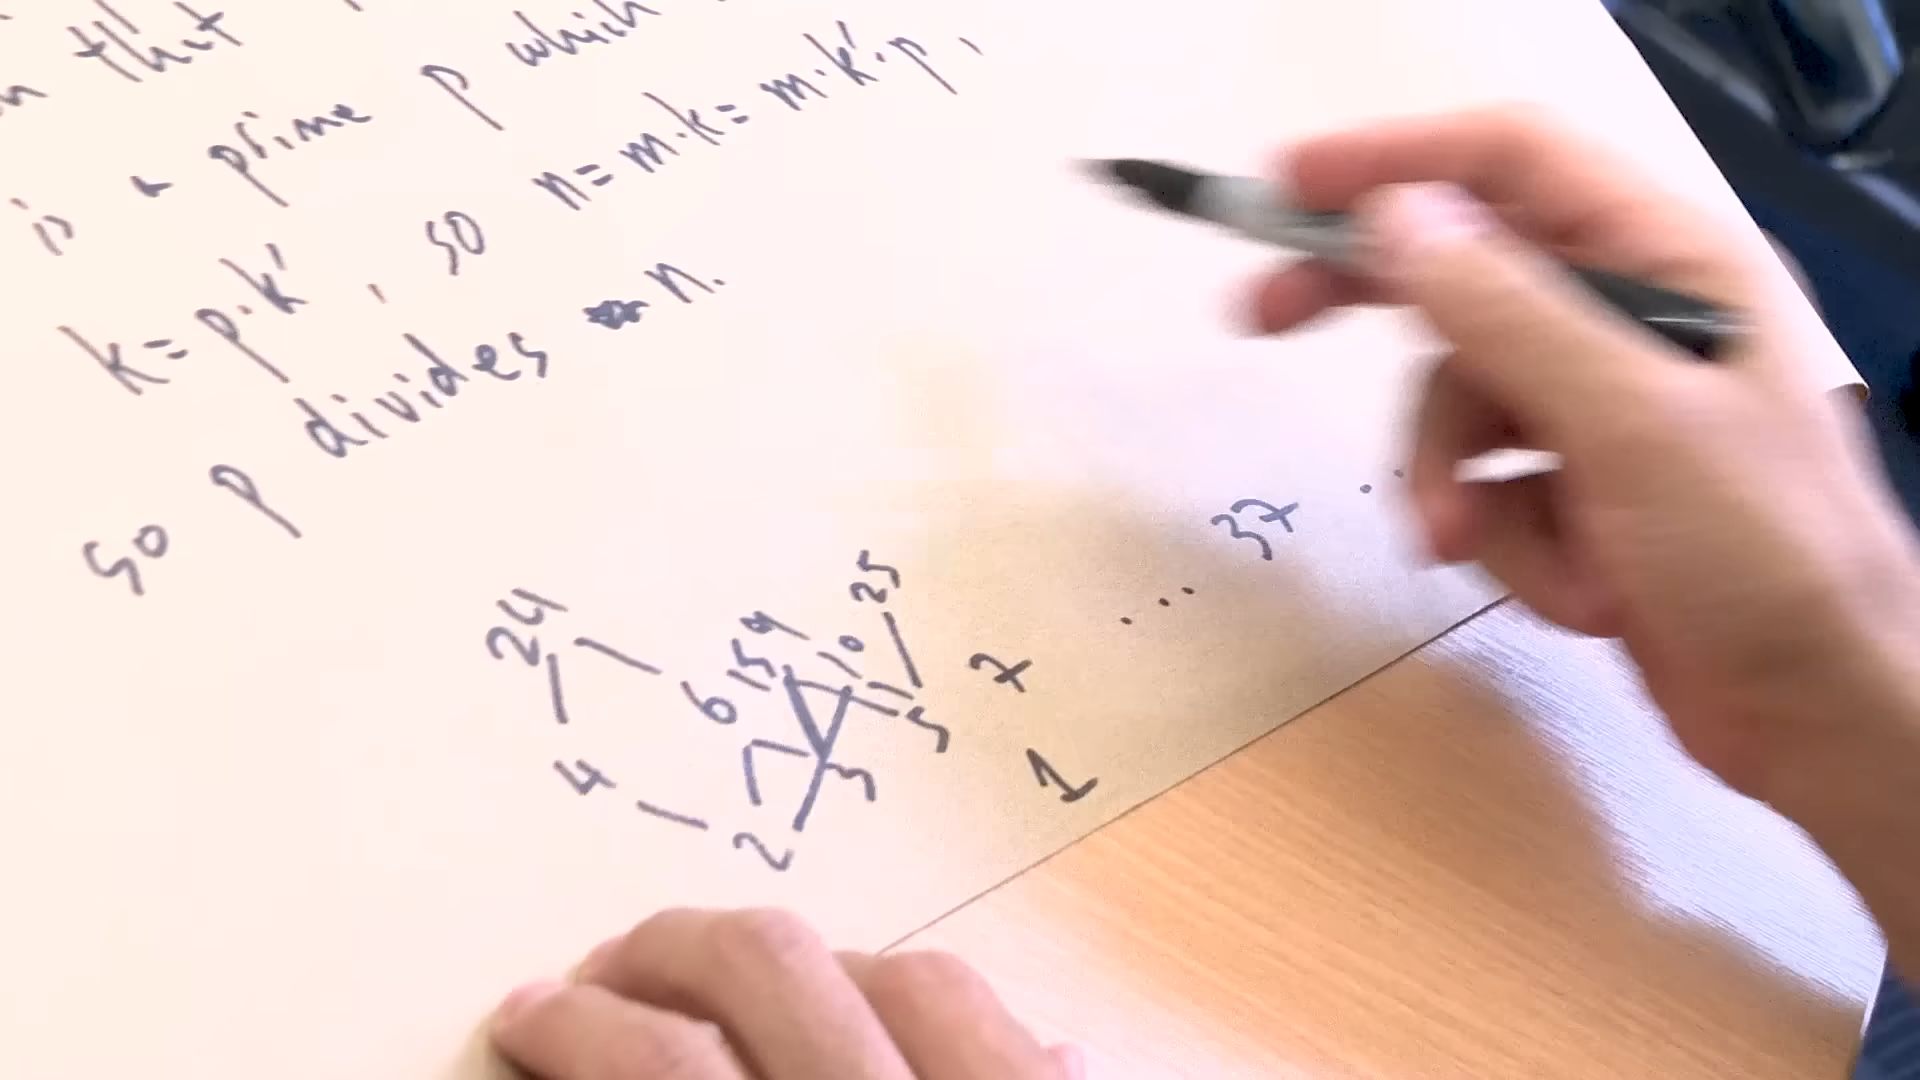 that
is a prime p which
k = p·k', so n = m·k = m·k'·p,
so p divides n.
24 15 9 10 25 37
4 6 3 5 7
2 1